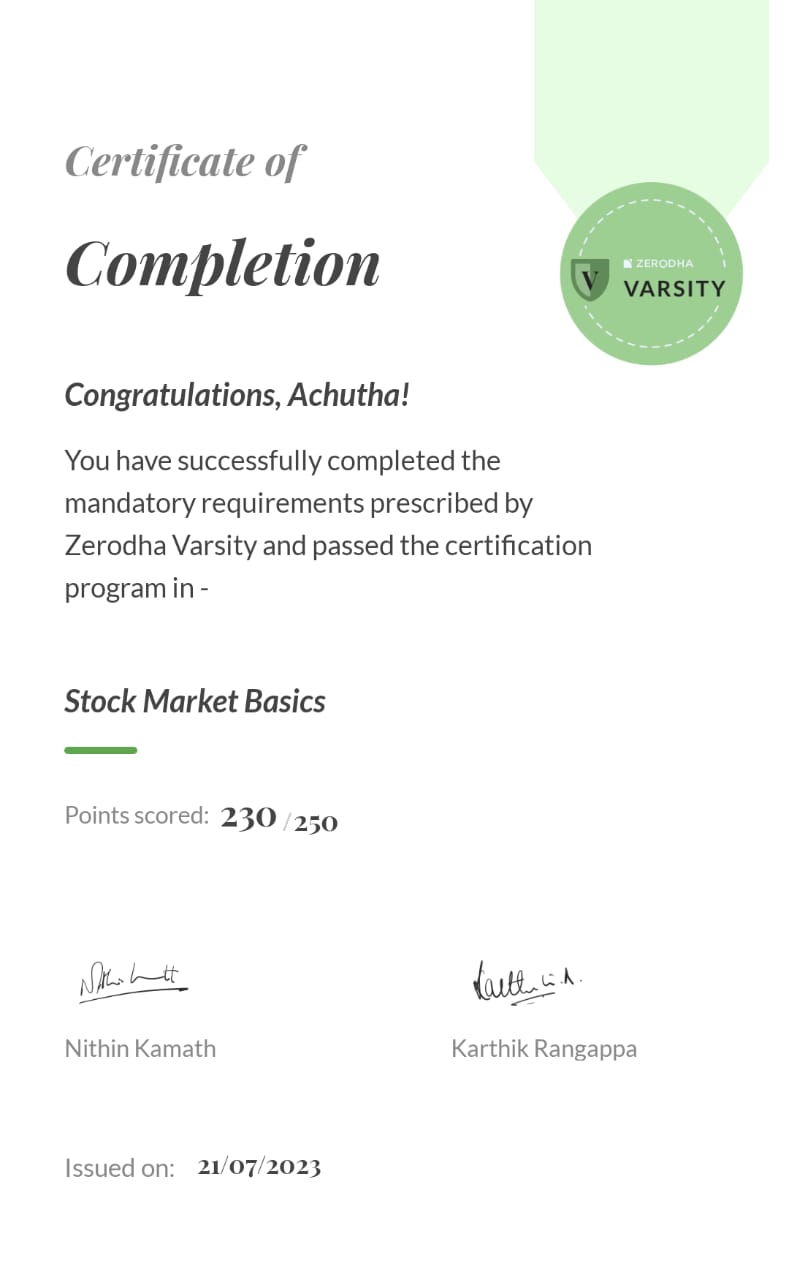 Certificate of
Completion
V
ZERODHA
VARSITY
Congratulations, Achutha!
You have successfully completed the
mandatory requirements prescribed by
Zerodha Varsity and passed the certification
program in -
Stock Market Basics
Points scored: 230 / 250
Nithin Kamath
Karthik Rangappa
Issued on: 21/07/2023